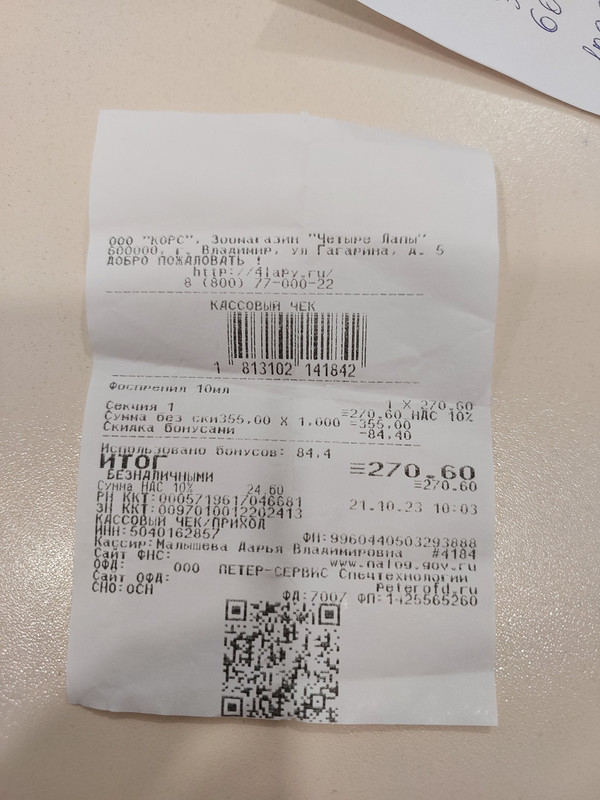 60
ООО "КОРС", Зоомагазин "Четыре Лапы"
600000, г. Владимир, ул Гагарина, д. 5
ДОБРО ПОЖАЛОВАТЬ !
http://4lapy.ru/
8 (800) 77-000-22
КАССОВЫЙ ЧЕК
1 813102 141842
Фоспренил 10мл
1 X 270.60
Секция 1 ≡270.60 НДС 10%
Сумма без ски355.00 X 1.000 =355.00
Скидка бонусами -84.40
Использовано бонусов: 84.4
ИТОГ ≡270.60
БЕЗНАЛИЧНЫМИ ≡270.60
Сумма НДС 10% 24.60
РН ККТ:0005719617046681 21.10.23 10:03
ЗН ККТ:0097010012202413
КАССОВЫЙ ЧЕК/ПРИХОД
ИНН:5040162857 ФН:9960440503293888
Кассир:Малышева Дарья Владимировна #4184
Сайт ФНС: www.nalog.gov.ru
ОФД: ООО ПЕТЕР-СЕРВИС Спецтехнологии
Сайт ОФД: peterofd.ru
СНО:ОСН ФД:7007 ФП:1425565260